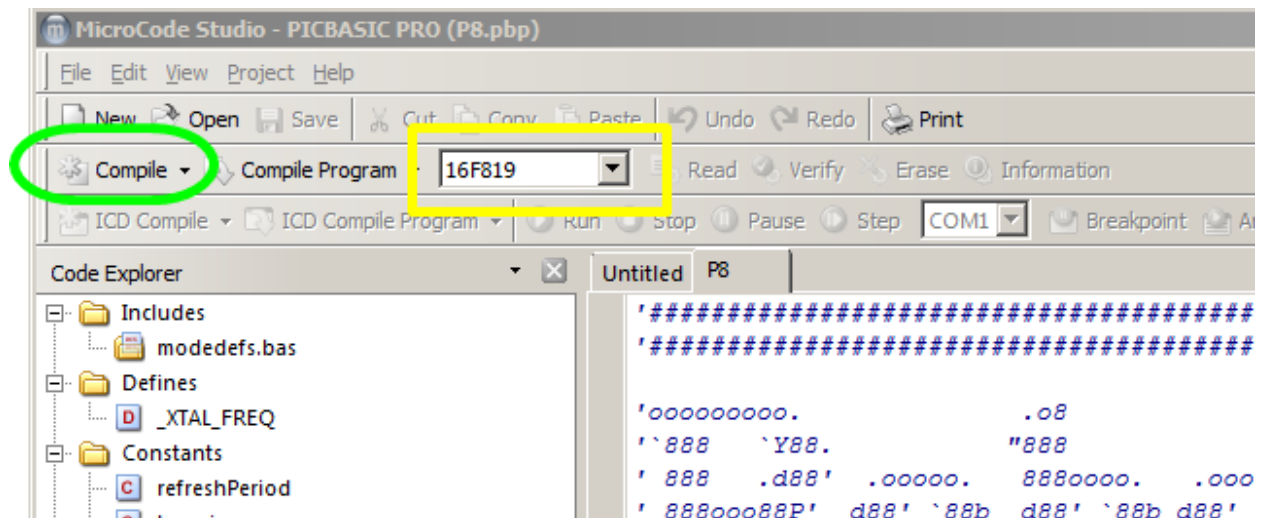 MicroCode Studio - PICBASIC PRO (P8.pbp)
File Edit View Project Help
New Open Save Cut Copy Paste Undo Redo Print
Compile Compile Program 16F819 Read Verify Erase Information
ICD Compile ICD Compile Program Run Stop Pause Step COM1 Breakpoint
Code Explorer
Untitled P8
Includes
modedefs.bas
Defines
D _XTAL_FREQ
Constants
C refreshPeriod
'#######################################
'#######################################
'ooooooooo. .o8
'`888 `Y88. "888
' 888 .d88' .ooooo. 888oooo. .ooo
' 888ooo88P' d88' `88b d88' `88b d88'